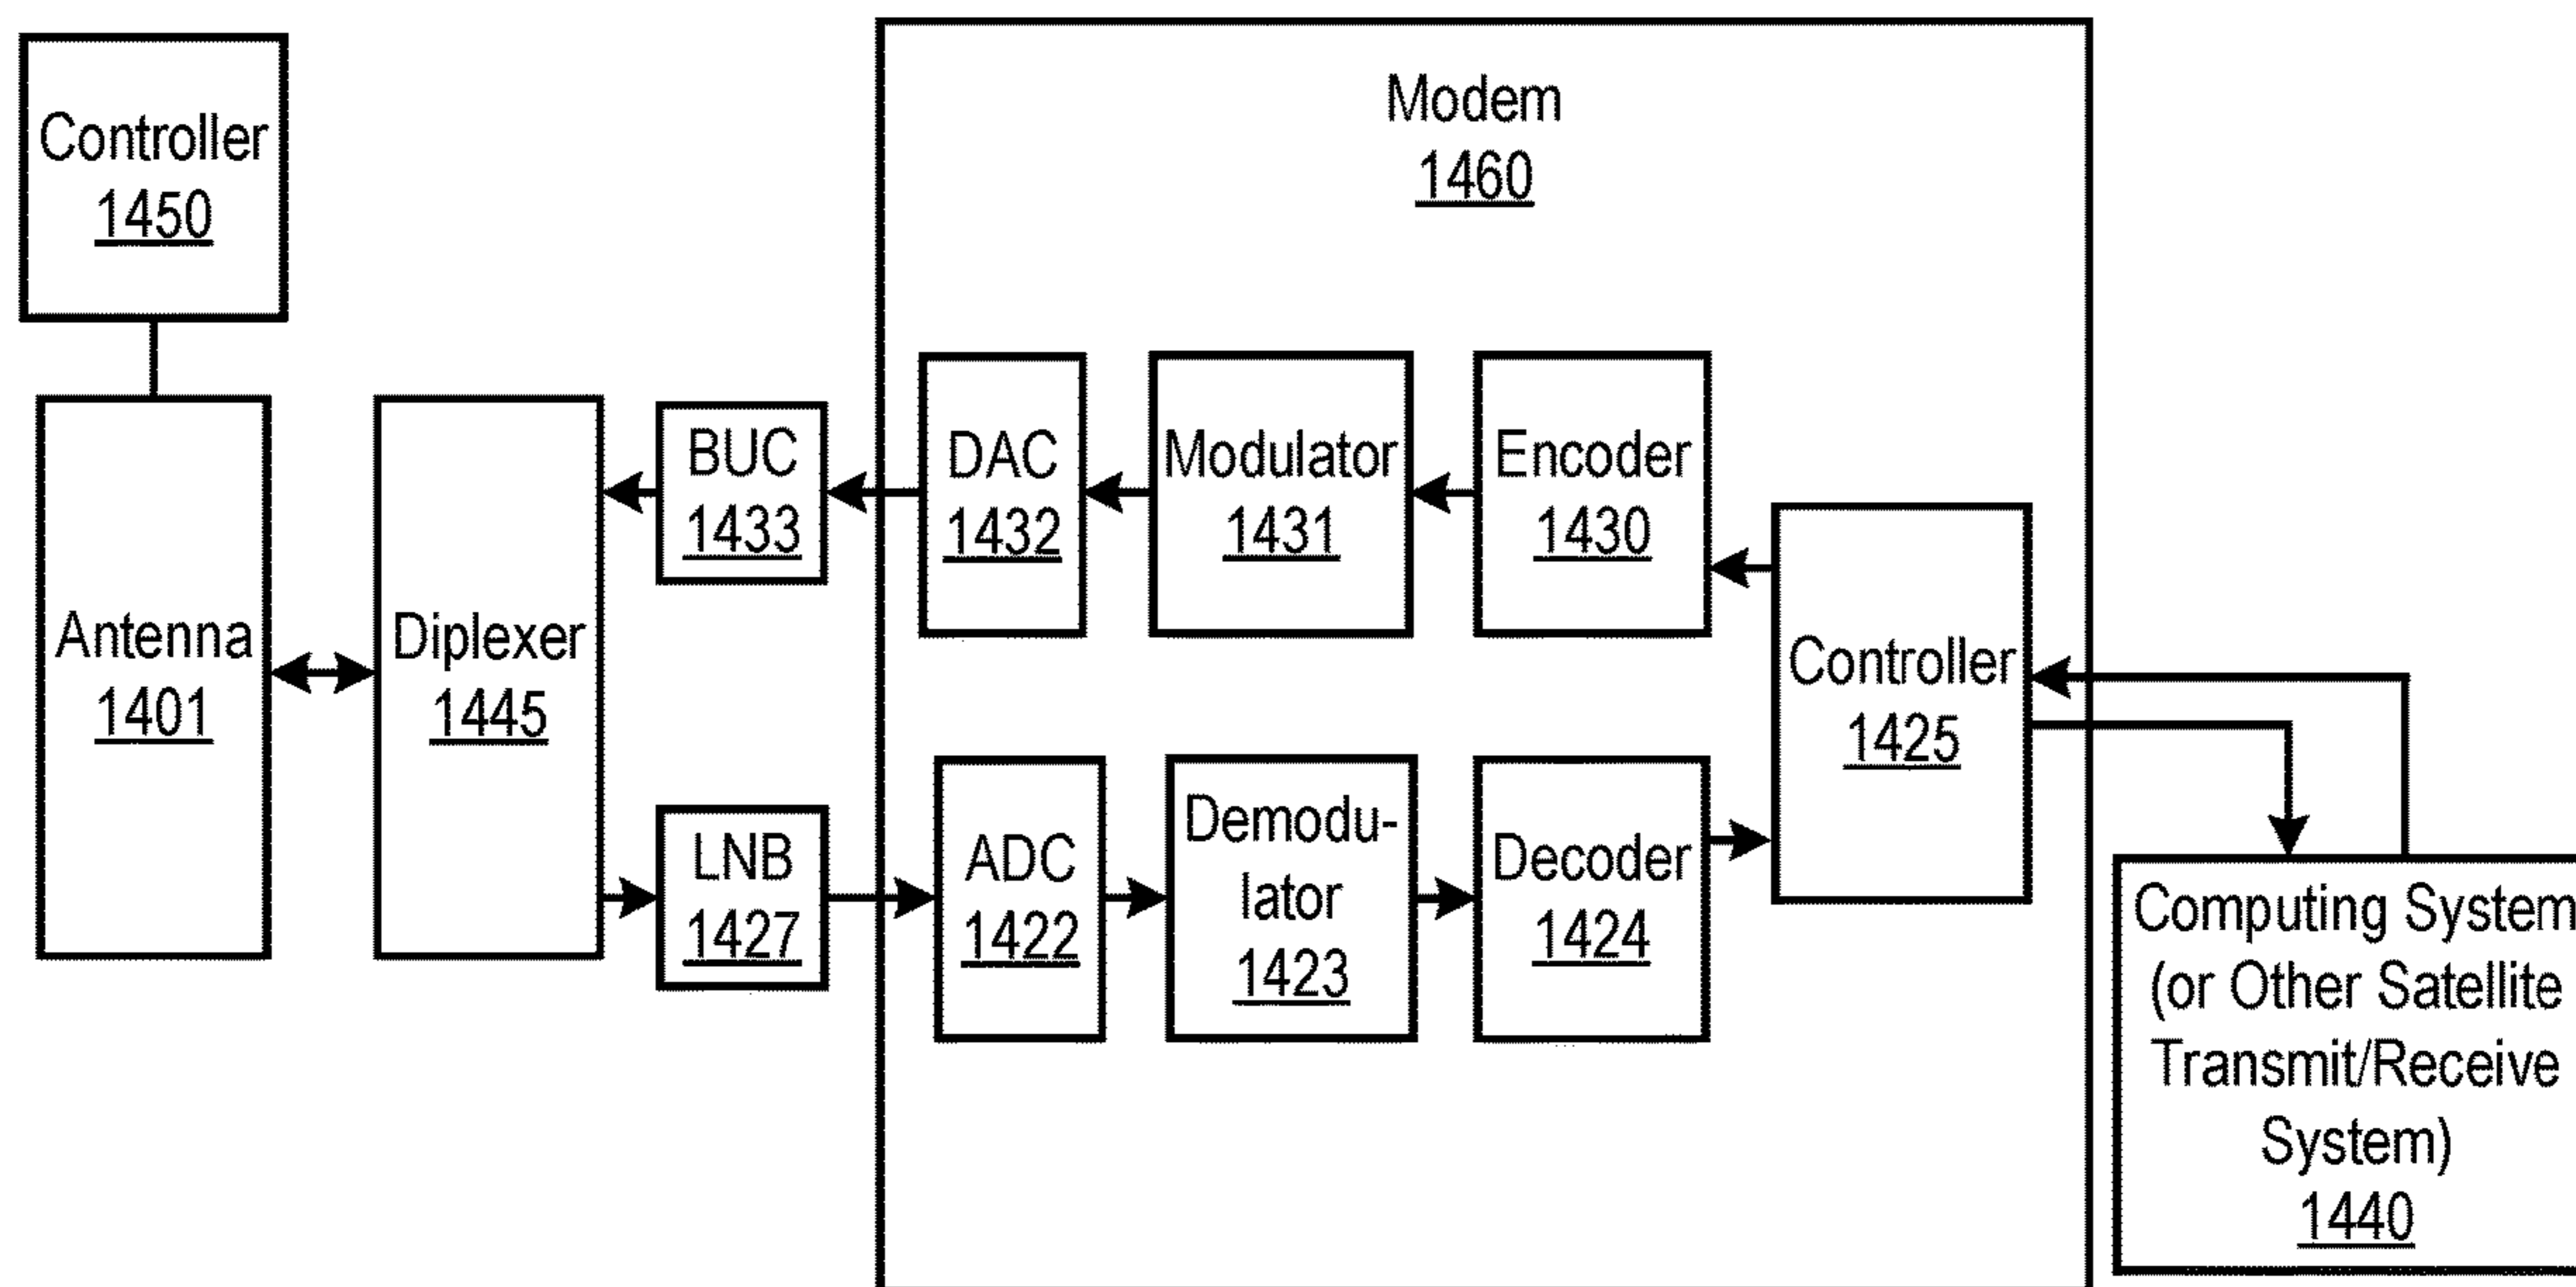 Controller
1450
Modem
1460
Antenna
1401
Diplexer
1445
BUC
1433
DAC
1432
Modulator
1431
Encoder
1430
Controller
1425
LNB
1427
ADC
1422
Demodu-
lator
1423
Decoder
1424
Computing System
(or Other Satellite
Transmit/Receive
System)
1440